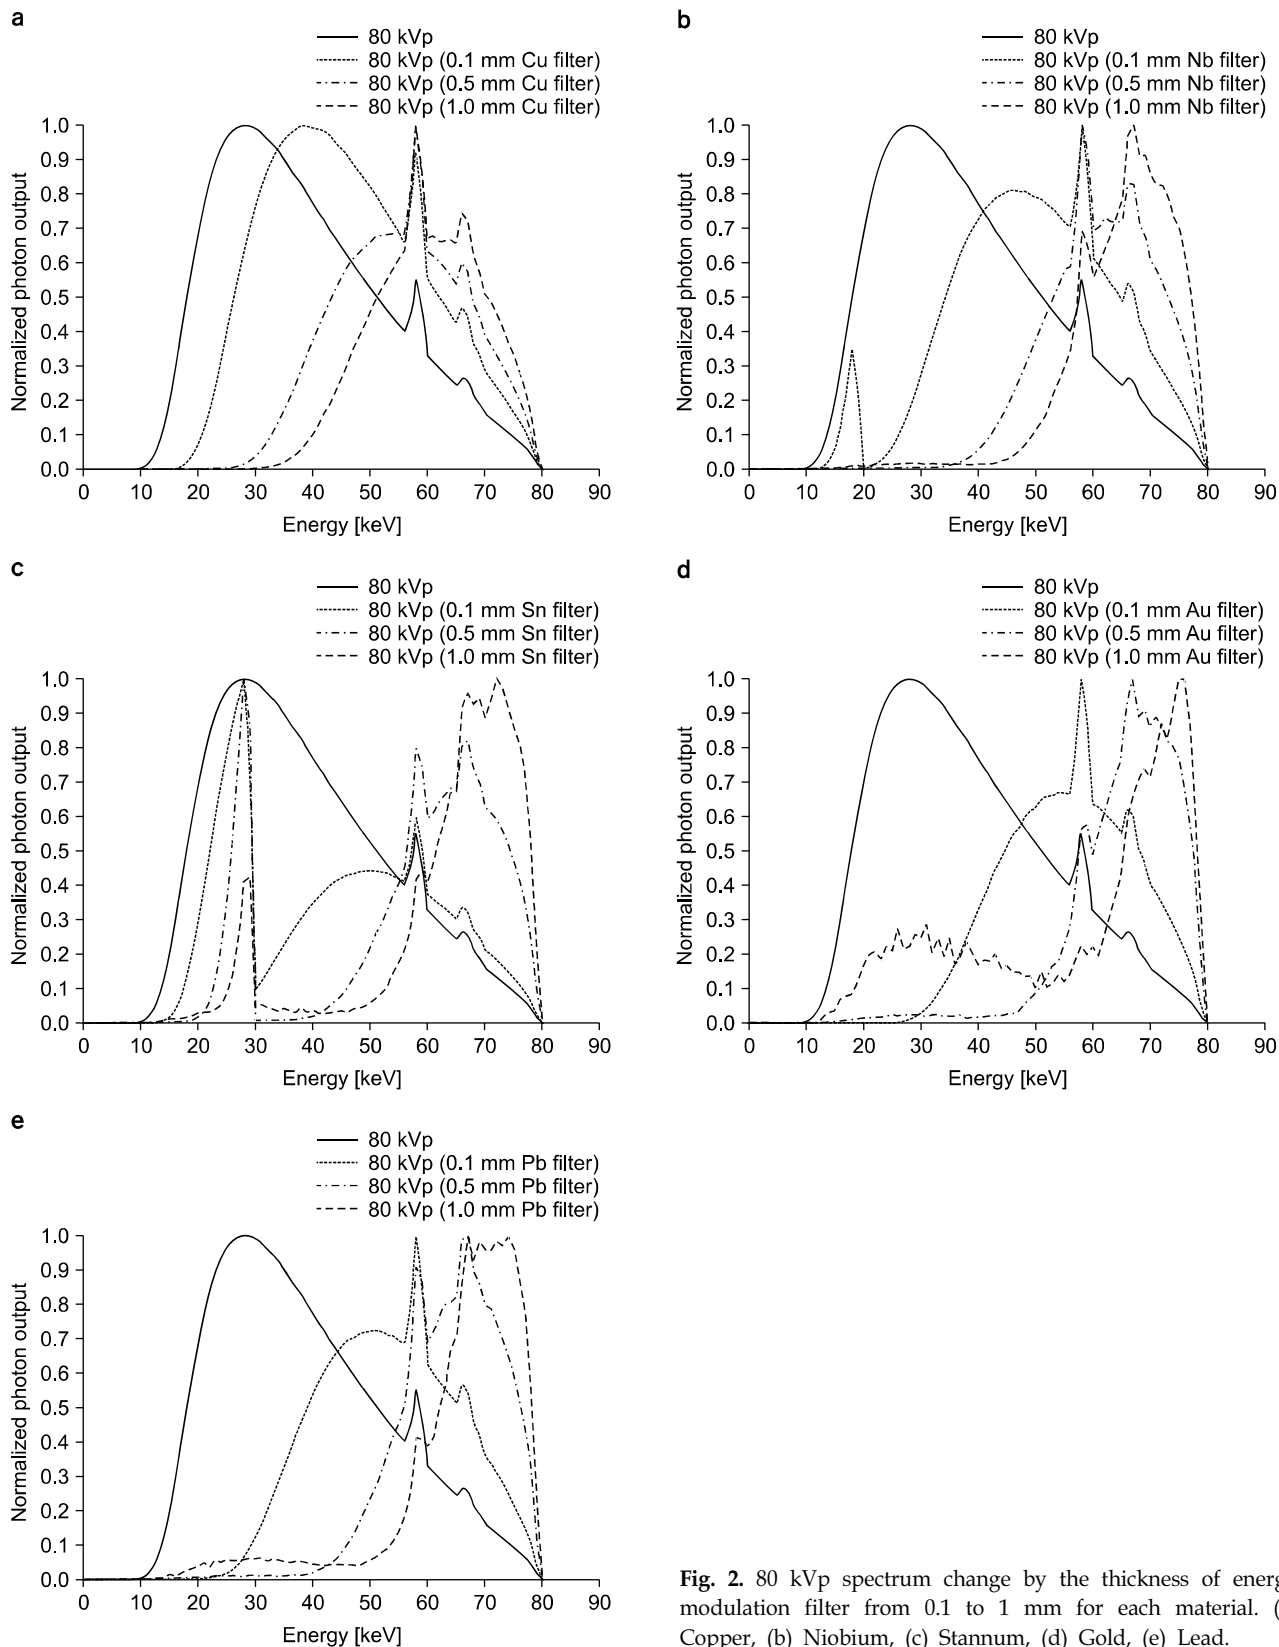 a
80 kVp
80 kVp (0.1 mm Cu filter)
80 kVp (0.5 mm Cu filter)
80 kVp (1.0 mm Cu filter)
1.0
0.9
0.8
0.7
0.6
0.5
0.4
0.3
0.2
0.1
0.0
Normalized photon output
0 10 20 30 40 50 60 70 80 90
Energy [keV]
b
80 kVp
80 kVp (0.1 mm Nb filter)
80 kVp (0.5 mm Nb filter)
80 kVp (1.0 mm Nb filter)
1.0
0.9
0.8
0.7
0.6
0.5
0.4
0.3
0.2
0.1
0.0
Normalized photon output
0 10 20 30 40 50 60 70 80 90
Energy [keV]
c
80 kVp
80 kVp (0.1 mm Sn filter)
80 kVp (0.5 mm Sn filter)
80 kVp (1.0 mm Sn filter)
1.0
0.9
0.8
0.7
0.6
0.5
0.4
0.3
0.2
0.1
0.0
Normalized photon output
0 10 20 30 40 50 60 70 80 90
Energy [keV]
d
80 kVp
80 kVp (0.1 mm Au filter)
80 kVp (0.5 mm Au filter)
80 kVp (1.0 mm Au filter)
1.0
0.9
0.8
0.7
0.6
0.5
0.4
0.3
0.2
0.1
0.0
Normalized photon output
0 10 20 30 40 50 60 70 80 90
Energy [keV]
e
80 kVp
80 kVp (0.1 mm Pb filter)
80 kVp (0.5 mm Pb filter)
80 kVp (1.0 mm Pb filter)
1.0
0.9
0.8
0.7
0.6
0.5
0.4
0.3
0.2
0.1
0.0
Normalized photon output
0 10 20 30 40 50 60 70 80 90
Energy [keV]
Fig. 2. 80 kVp spectrum change by the thickness of energ
modulation filter from 0.1 to 1 mm for each material. (
Copper, (b) Niobium, (c) Stannum, (d) Gold, (e) Lead.